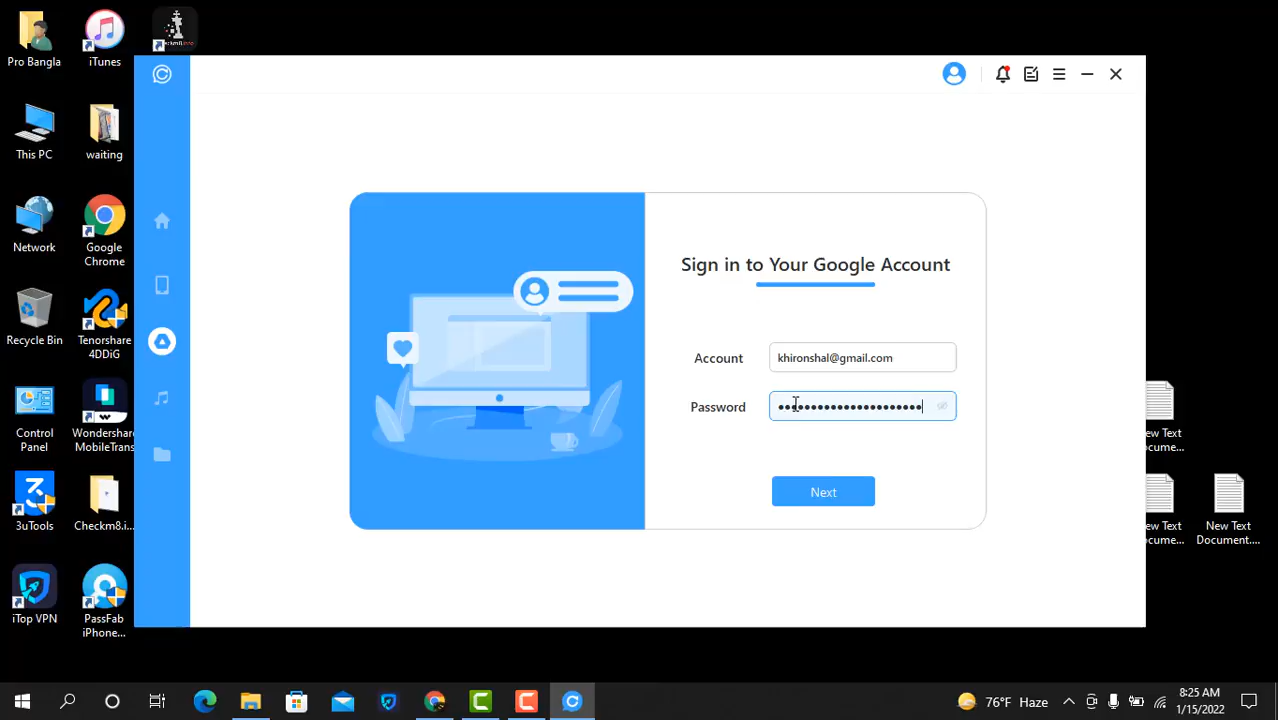 Pro Bangla
iTunes
This PC
waiting
Network
Google
Chrome
Recycle Bin
Tenorshare
4DDiG
Control
Panel
Wondershare
MobileTrans
3uTools
Checkm8.i...
iTop VPN
PassFab
iPhone...
Sign in to Your Google Account
Account
khironshal@gmail.com
Password
•••••••••••••••••••••••
Next
New Text
Docume...
New Text
Docume...
New Text
Document....
76°F Haze
8:25 AM
1/15/2022